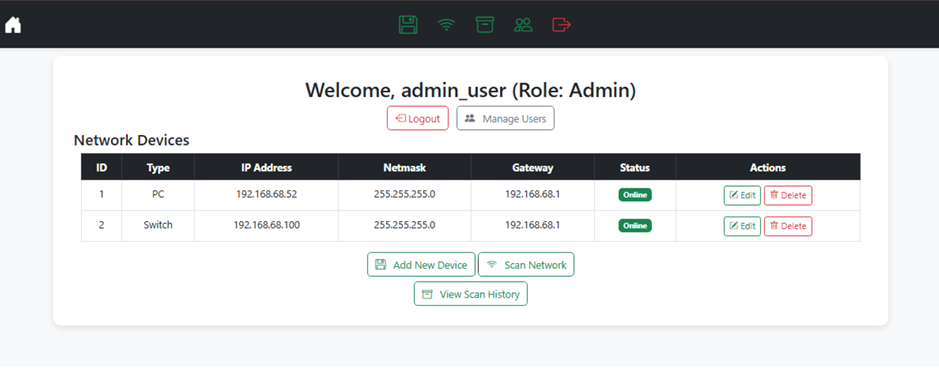 Welcome, admin_user (Role: Admin)
Logout Manage Users
Network Devices
ID Type IP Address Netmask Gateway Status Actions
1 PC 192.168.68.52 255.255.255.0 192.168.68.1 Online Edit Delete
2 Switch 192.168.68.100 255.255.255.0 192.168.68.1 Online Edit Delete
Add New Device Scan Network
View Scan History